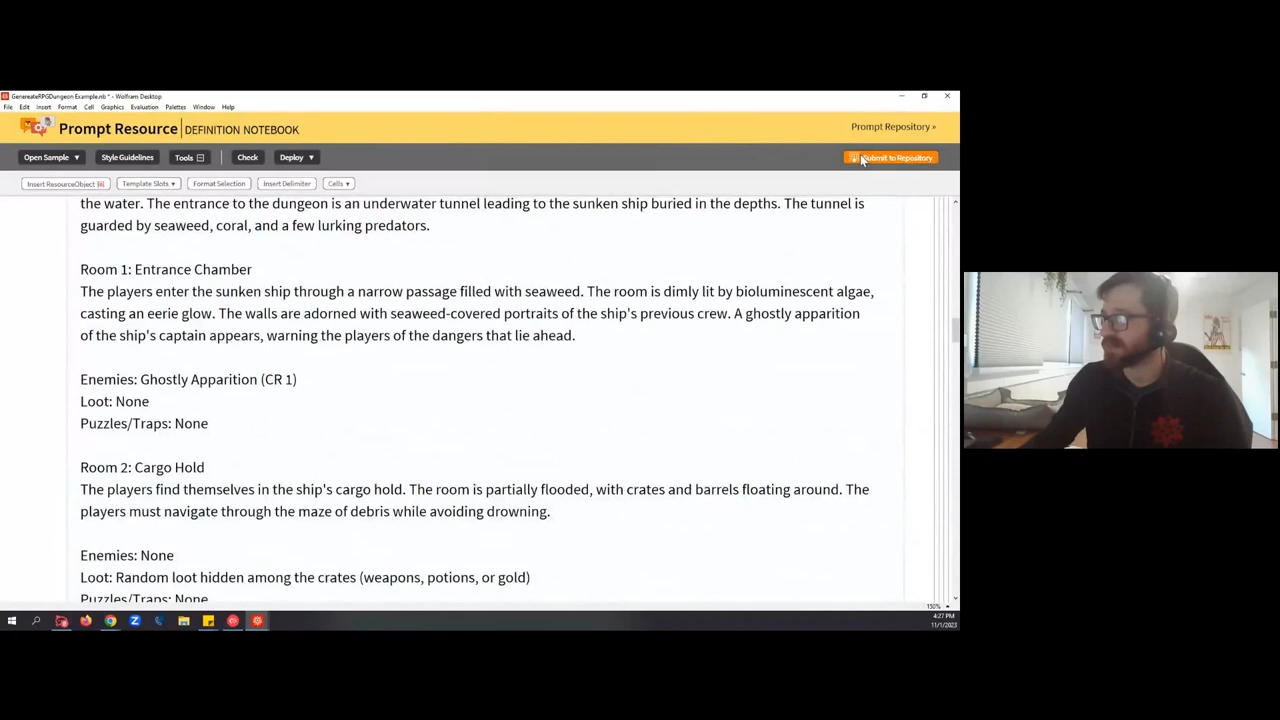 GenereateRPGDungeon Example.nb * - Wolfram Desktop
File Edit Insert Format Cell Graphics Evaluation Palettes Window Help
Prompt Resource DEFINITION NOTEBOOK
Prompt Repository »
Open Sample Style Guidelines Tools Check Deploy
Submit to Repository
Insert ResourceObject Template Slots Format Selection Insert Delimiter Cells
the water. The entrance to the dungeon is an underwater tunnel leading to the sunken ship buried in the depths. The tunnel is
guarded by seaweed, coral, and a few lurking predators.
Room 1: Entrance Chamber
The players enter the sunken ship through a narrow passage filled with seaweed. The room is dimly lit by bioluminescent algae,
casting an eerie glow. The walls are adorned with seaweed-covered portraits of the ship's previous crew. A ghostly apparition
of the ship's captain appears, warning the players of the dangers that lie ahead.
Enemies: Ghostly Apparition (CR 1)
Loot: None
Puzzles/Traps: None
Room 2: Cargo Hold
The players find themselves in the ship's cargo hold. The room is partially flooded, with crates and barrels floating around. The
players must navigate through the maze of debris while avoiding drowning.
Enemies: None
Loot: Random loot hidden among the crates (weapons, potions, or gold)
Puzzles/Traps: None
150%
4:27 PM
11/1/2023